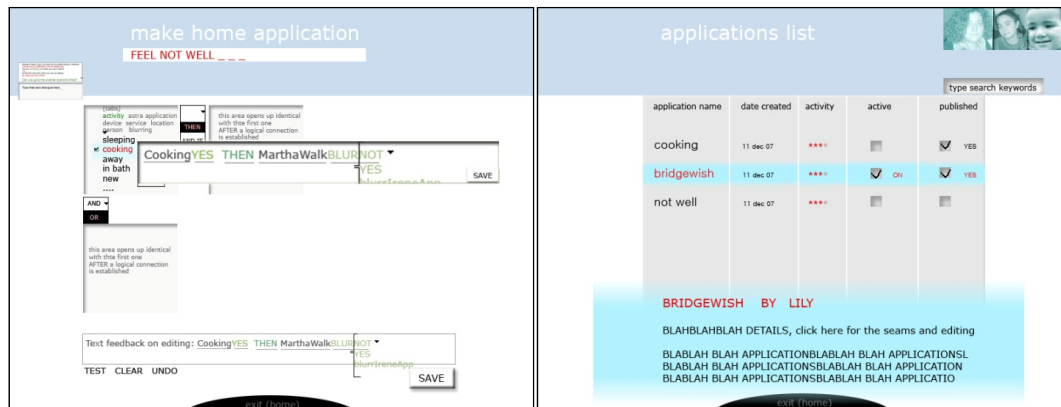 make home application
FEEL NOT WELL _ _ _
(tabs)
activity astra application
device service location
person blurring
sleeping
cooking
away
in bath
new
....
THEN
AND IF
this area opens up identical
with thte first one
AFTER a logical connection
is established
CookingYES THEN MarthaWalkBLURNOT
YES
blurrIreneApp
SAVE
AND
OR
this area opens up identical
with thte first one
AFTER a logical connection
is established
Text feedback on editing: CookingYES THEN MarthaWalkBLURNOT
YES
blurrIreneApp
TEST CLEAR UNDO
SAVE
exit (home)
applications list
type search keywords
application name date created activity active published
cooking 11 dec 07 YES
bridgewish 11 dec 07 ON YES
not well 11 dec 07
BRIDGEWISH BY LILY
BLAHBLAHBLAH DETAILS, click here for the seams and editing
BLABLAH BLAH APPLICATIONBLABLAH BLAH APPLICATIONSL
BLABLAH BLAH APPLICATIONSBLABLAH BLAH APPLICATION
BLABLAH BLAH APPLICATIONSBLABLAH BLAH APPLICATIO
exit (home)